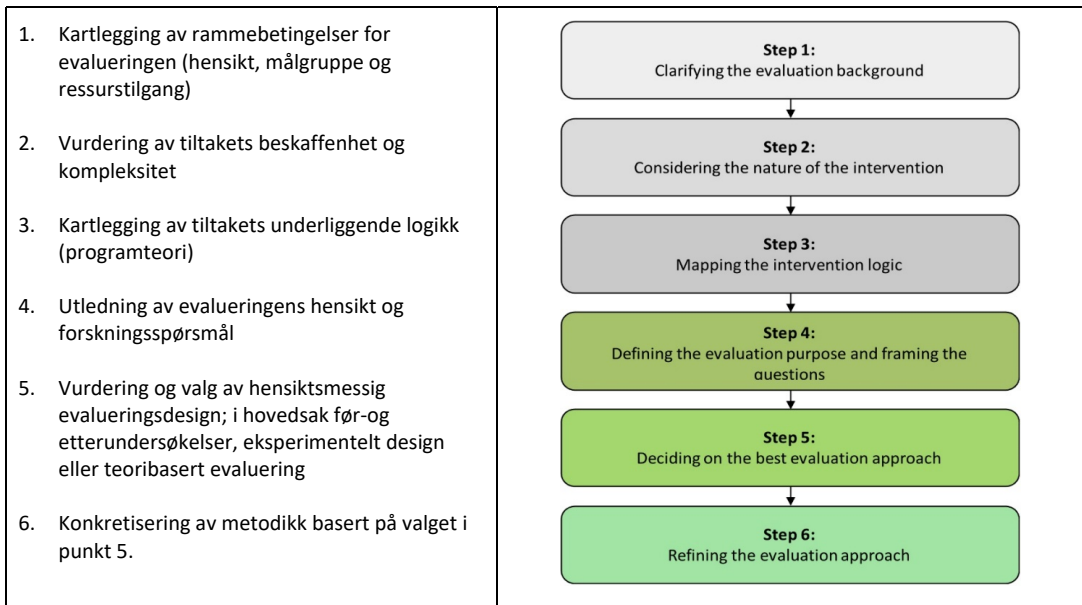 1. Kartlegging av rammebetingelser for
evalueringen (hensikt, målgruppe og
ressurstilgang)
2. Vurdering av tiltakets beskaffenhet og
kompleksitet
3. Kartlegging av tiltakets underliggende logikk
(programteori)
4. Utledning av evalueringens hensikt og
forskningsspørsmål
5. Vurdering og valg av hensiktsmessig
evalueringsdesign; i hovedsak før-og
etterundersøkelser, eksperimentelt design
eller teoribasert evaluering
6. Konkretisering av metodikk basert på valget i
punkt 5.
Step 1:
Clarifying the evaluation background
Step 2:
Considering the nature of the intervention
Step 3:
Mapping the intervention logic
Step 4:
Defining the evaluation purpose and framing the
questions
Step 5:
Deciding on the best evaluation approach
Step 6:
Refining the evaluation approach